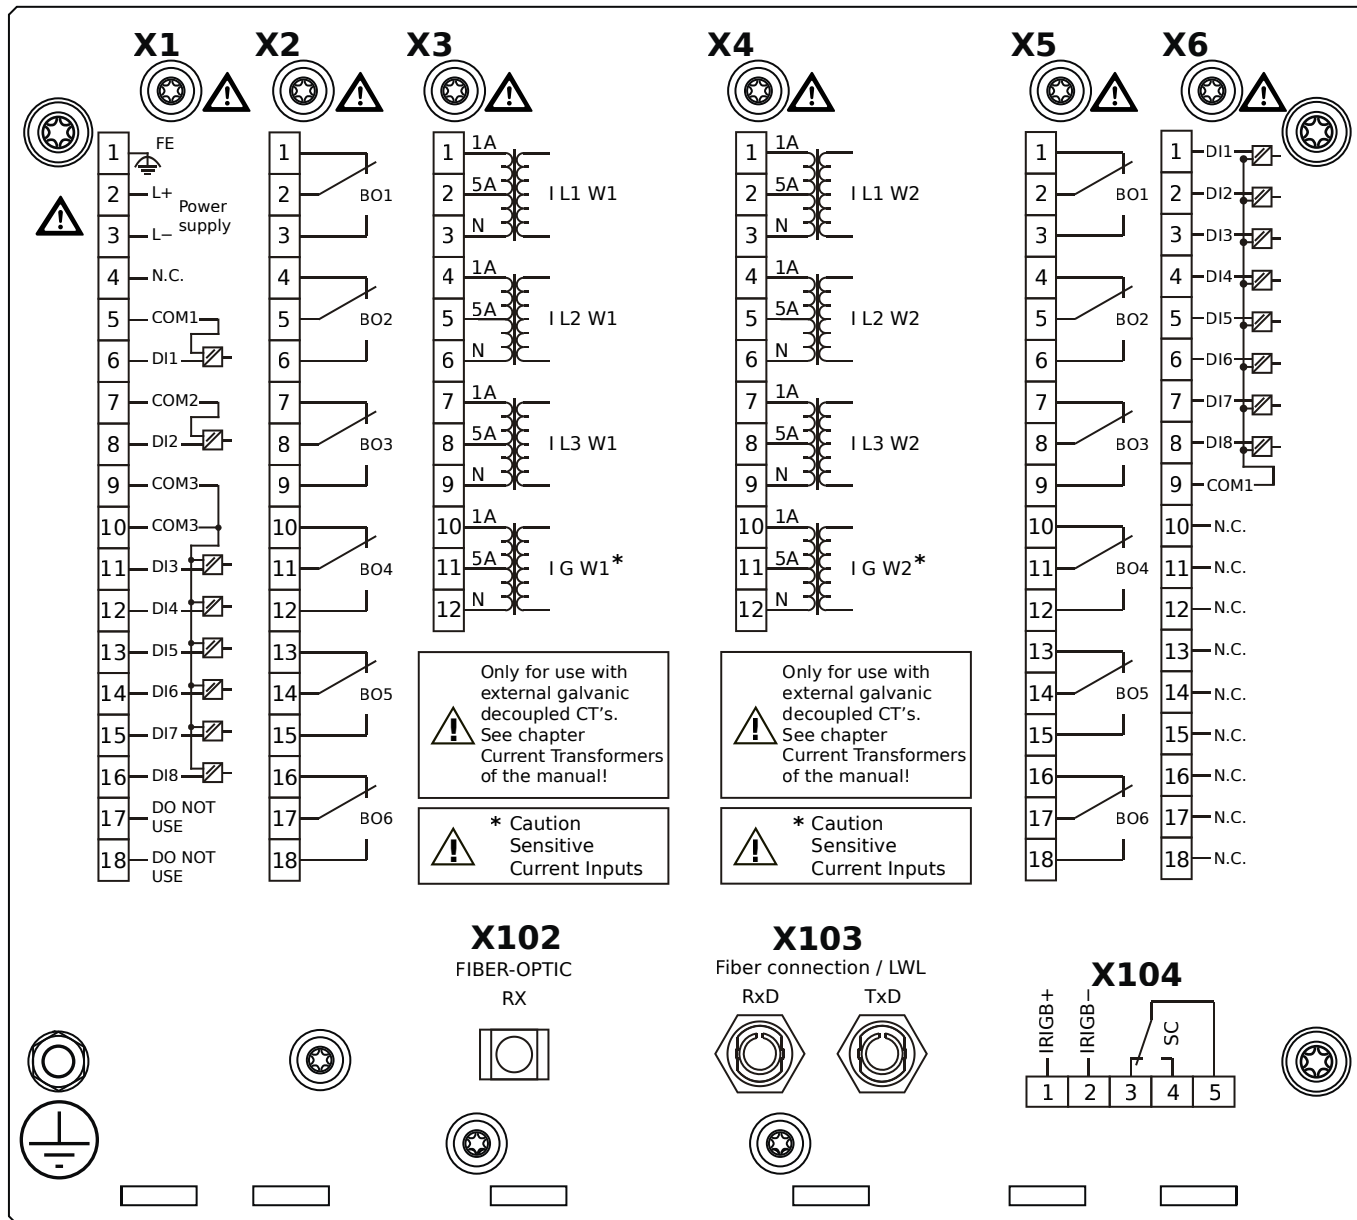 X1
X2
X3
X4
X5
X6
1 FE
2 L+
Power
supply
3 L−
4 N.C.
5 COM1
6 DI1
7 COM2
8 DI2
9 COM3
10 COM3
11 DI3
12 DI4
13 DI5
14 DI6
15 DI7
16 DI8
17 DO NOT
USE
18 DO NOT
USE
1
2 BO1
3
4
5 BO2
6
7
8 BO3
9
10
11 BO4
12
13
14 BO5
15
16
17 BO6
18
1 1A
2 5A I L1 W1
3 N
4 1A
5 5A I L2 W1
6 N
7 1A
8 5A I L3 W1
9 N
10 1A
11 5A I G W1*
12 N
Only for use with
external galvanic
decoupled CT's.
See chapter
Current Transformers
of the manual!
* Caution
Sensitive
Current Inputs
1 1A
2 5A I L1 W2
3 N
4 1A
5 5A I L2 W2
6 N
7 1A
8 5A I L3 W2
9 N
10 1A
11 5A I G W2*
12 N
Only for use with
external galvanic
decoupled CT's.
See chapter
Current Transformers
of the manual!
* Caution
Sensitive
Current Inputs
1
2 BO1
3
4
5 BO2
6
7
8 BO3
9
10
11 BO4
12
13
14 BO5
15
16
17 BO6
18
1 DI1
2 DI2
3 DI3
4 DI4
5 DI5
6 DI6
7 DI7
8 DI8
9 COM1
10 N.C.
11 N.C.
12 N.C.
13 N.C.
14 N.C.
15 N.C.
16 N.C.
17 N.C.
18 N.C.
X102
FIBER-OPTIC
RX
X103
Fiber connection / LWL
RxD TxD
X104
IRIGB+
IRIGB−
SC
1 2 3 4 5